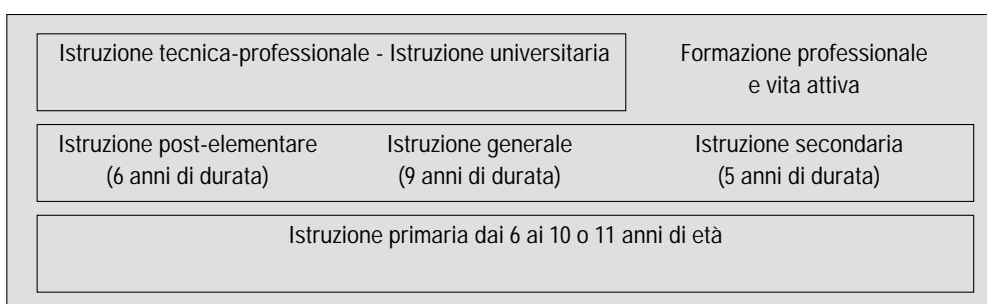 Istruzione tecnica-professionale - Istruzione universitaria
Formazione professionale
e vita attiva
Istruzione post-elementare
(6 anni di durata)
Istruzione generale
(9 anni di durata)
Istruzione secondaria
(5 anni di durata)
Istruzione primaria dai 6 ai 10 o 11 anni di età